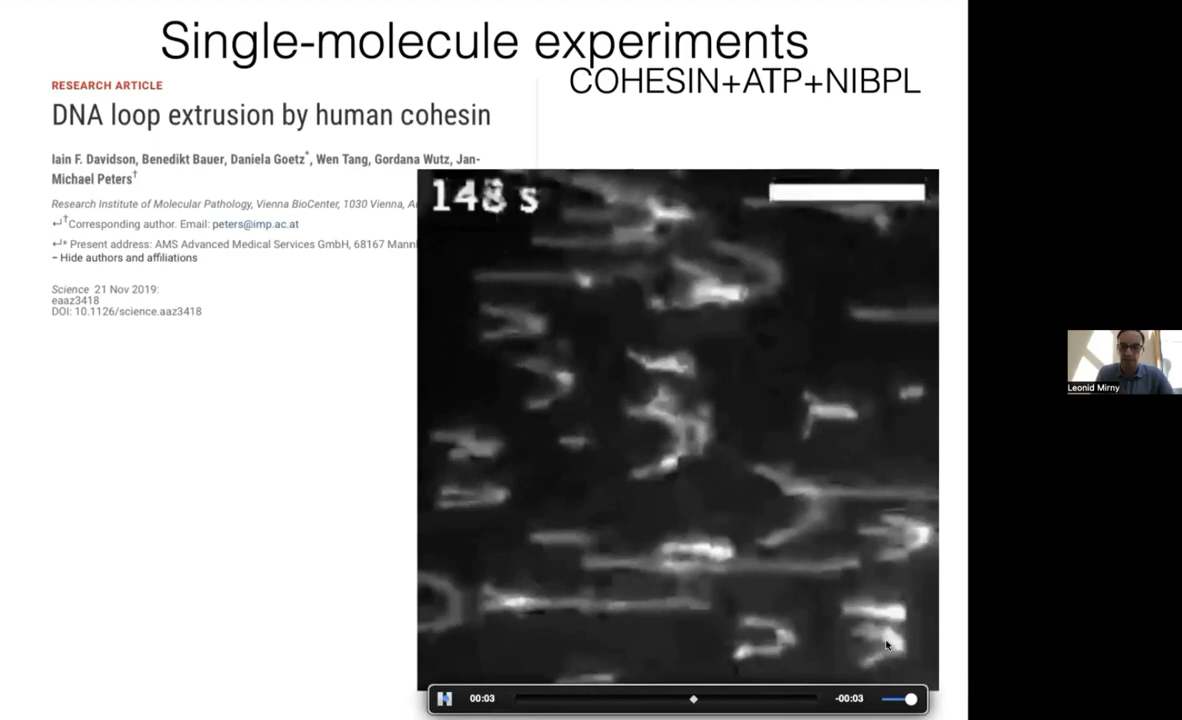 Single-molecule experiments
COHESIN+ATP+NIBPL
RESEARCH ARTICLE
DNA loop extrusion by human cohesin
Iain F. Davidson, Benedikt Bauer, Daniela Goetz*, Wen Tang, Gordana Wutz, Jan-
Michael Peters†
Research Institute of Molecular Pathology, Vienna BioCenter, 1030 Vienna,
↵†Corresponding author. Email: peters@imp.ac.at
↵* Present address: AMS Advanced Medical Services GmbH, 68167
– Hide authors and affiliations
Science 21 Nov 2019:
eaaz3418
DOI: 10.1126/science.aaz3418
148 s
Leonid Mirny
00:03
-00:03